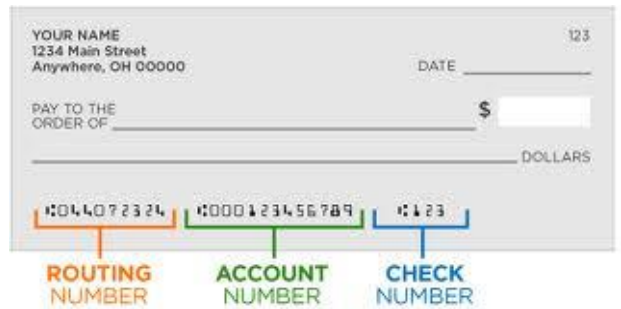 YOUR NAME 123
1234 Main Street
Anywhere, OH 00000 DATE
PAY TO THE
ORDER OF $
DOLLARS
⑆044072324 ⑆000123456789 ⑆123
ROUTING ACCOUNT CHECK
NUMBER NUMBER NUMBER